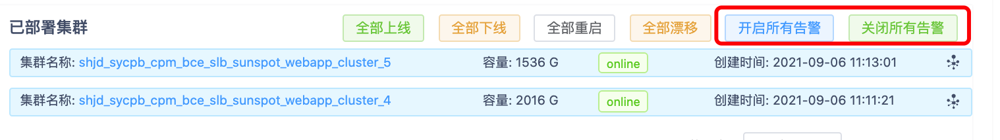 已部署集群 全部上线 全部下线 全部重启 全部漂移 开启所有告警 关闭所有告警
集群名称: shjd_sycpb_cpm_bce_slb_sunspot_webapp_cluster_5 容量: 1536 G online 创建时间: 2021-09-06 11:13:01
集群名称: shjd_sycpb_cpm_bce_slb_sunspot_webapp_cluster_4 容量: 2016 G online 创建时间: 2021-09-06 11:11:21